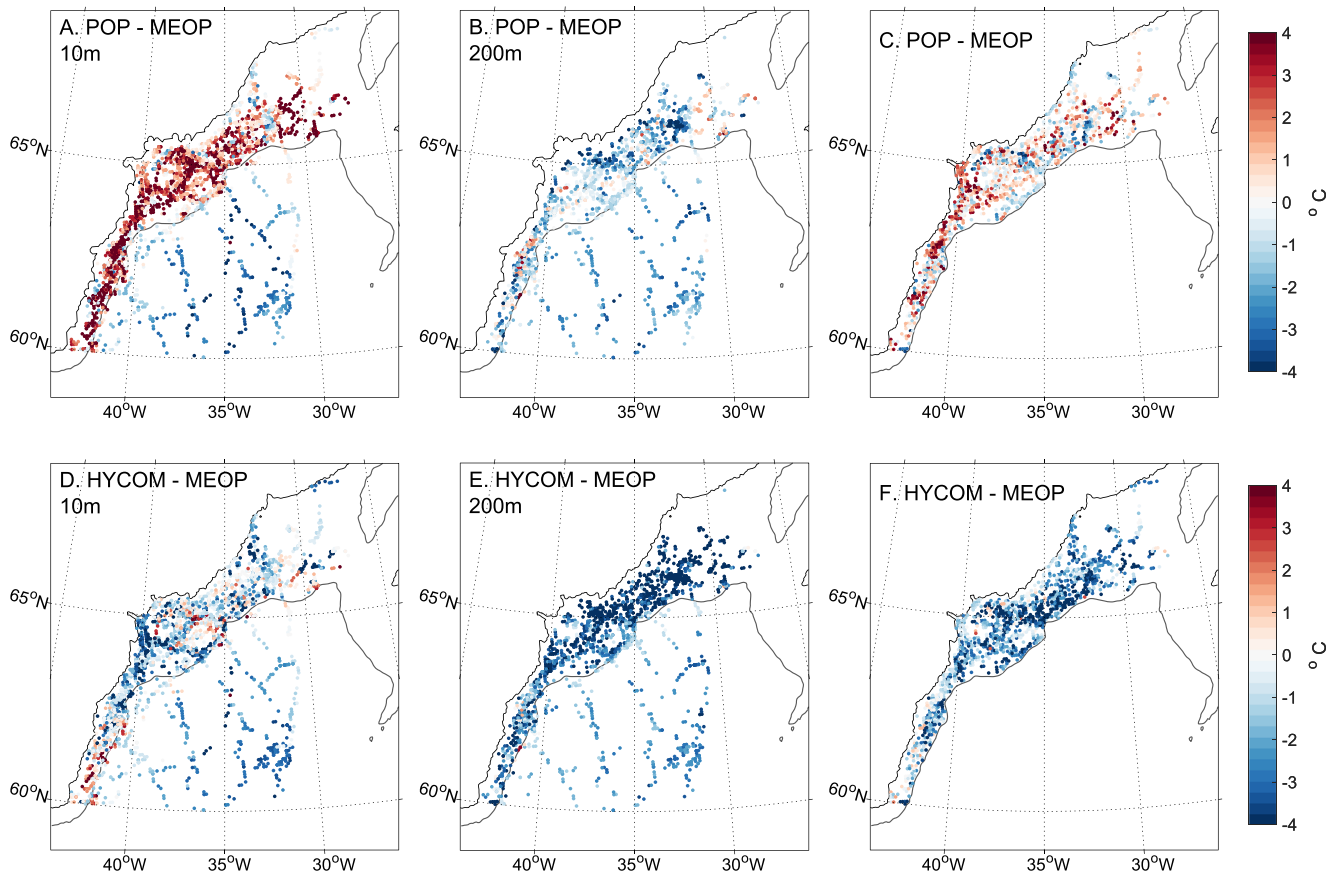 A. POP - MEOP
10m
B. POP - MEOP
200m
C. POP - MEOP
65°N
60°N
40°W
35°W
30°W
65°N
60°N
40°W
35°W
30°W
65°N
60°N
40°W
35°W
30°W
4
3
2
1
0
-1
-2
-3
-4
°C
D. HYCOM - MEOP
10m
E. HYCOM - MEOP
200m
F. HYCOM - MEOP
65°N
60°N
40°W
35°W
30°W
65°N
60°N
40°W
35°W
30°W
65°N
60°N
40°W
35°W
30°W
4
3
2
1
0
-1
-2
-3
-4
°C